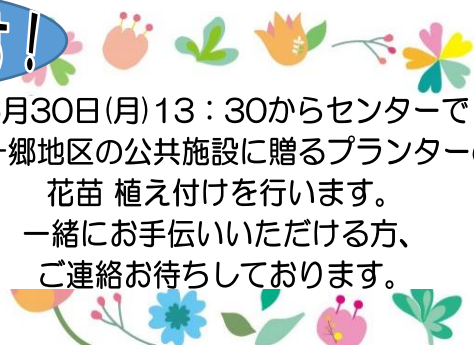 す!
月30日(月)13:30からセンターで
郷地区の公共施設に贈るプランターの
花苗 植え付けを行います。
一緒にお手伝いいただける方、
ご連絡お待ちしております。